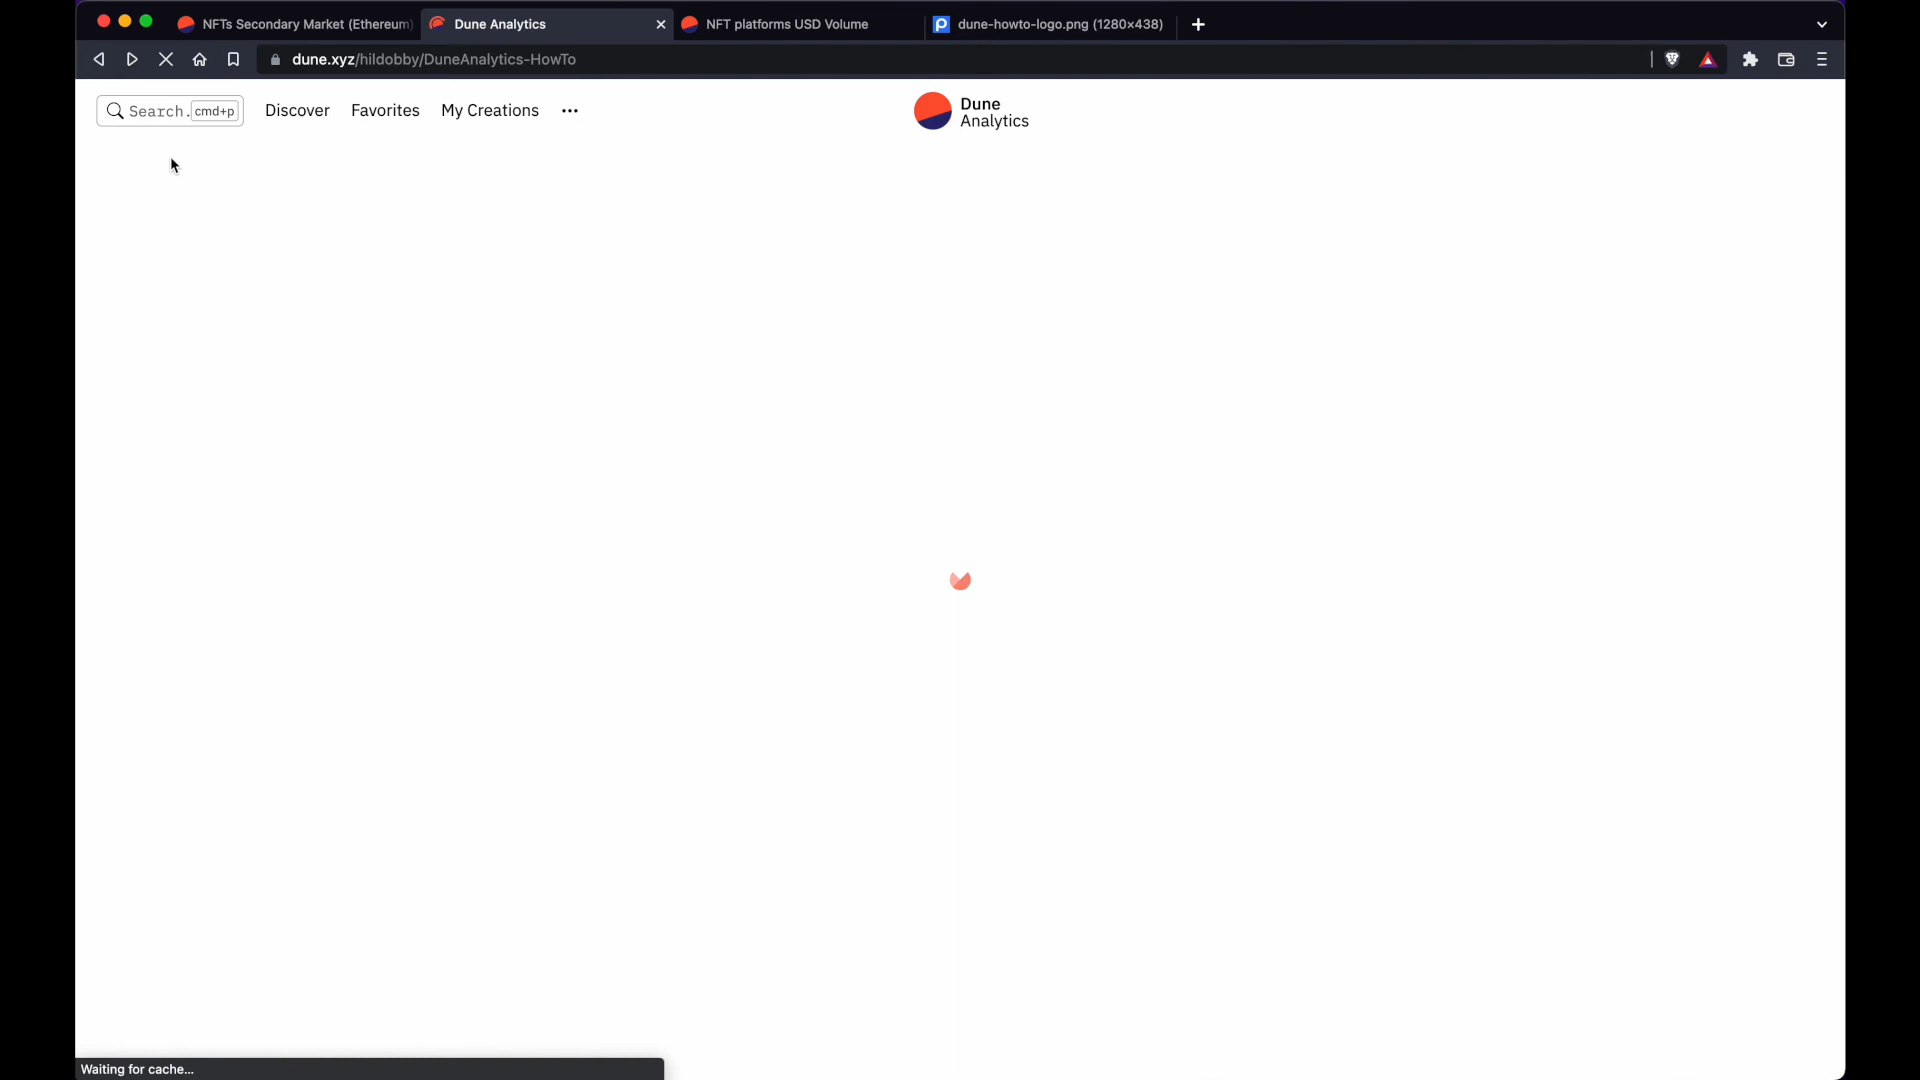 NFTs Secondary Market (Ethereum)
Dune Analytics
NFT platforms USD Volume
dune-howto-logo.png (1280×438)
dune.xyz/hildobby/DuneAnalytics-HowTo
Search. cmd+p
Discover
Favorites
My Creations
Dune
Analytics
Waiting for cache...